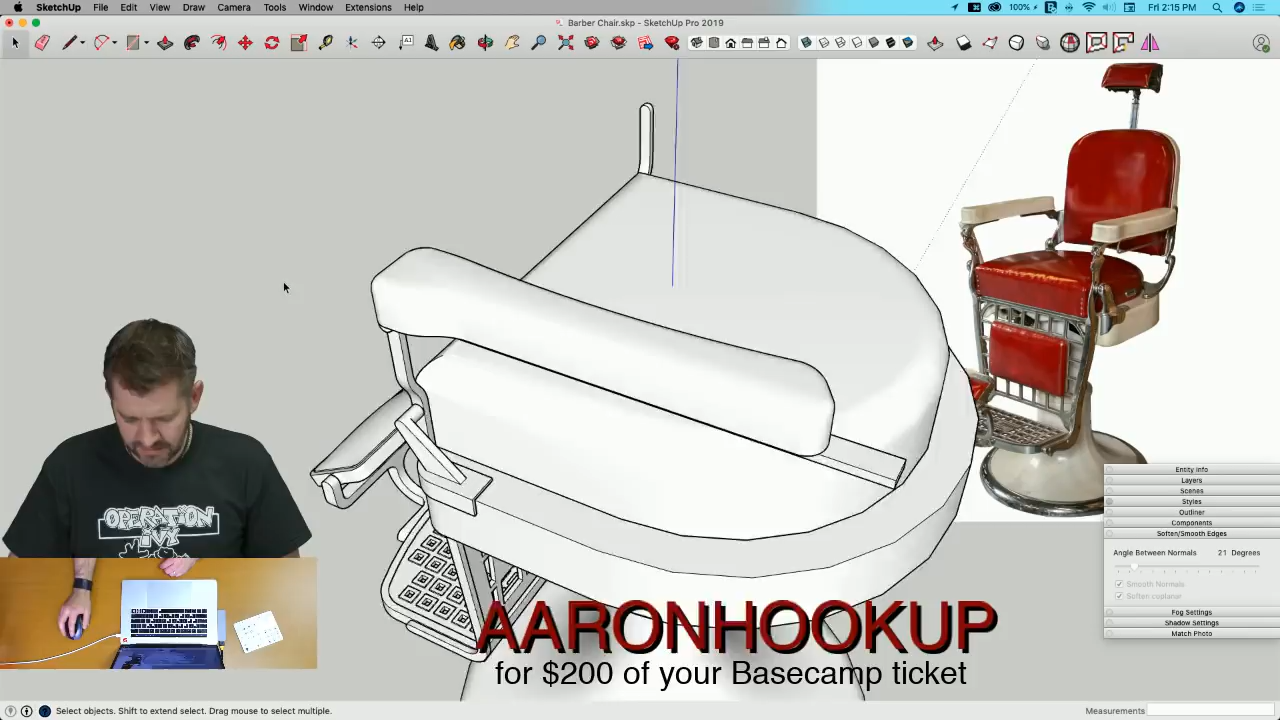 SketchUp File Edit View Draw Camera Tools Window Extensions Help
100% Fri 2:15 PM
Barber Chair.skp - SketchUp Pro 2019
OPERATION
IVY
Entity Info
Layers
Scenes
Styles
Outliner
Components
Soften/Smooth Edges
Angle Between Normals 21 Degrees
Smooth Normals
Soften coplanar
Fog Settings
Shadow Settings
Match Photo
AARONHOOKUP
for $200 of your Basecamp ticket
Select objects. Shift to extend select. Drag mouse to select multiple.
Measurements